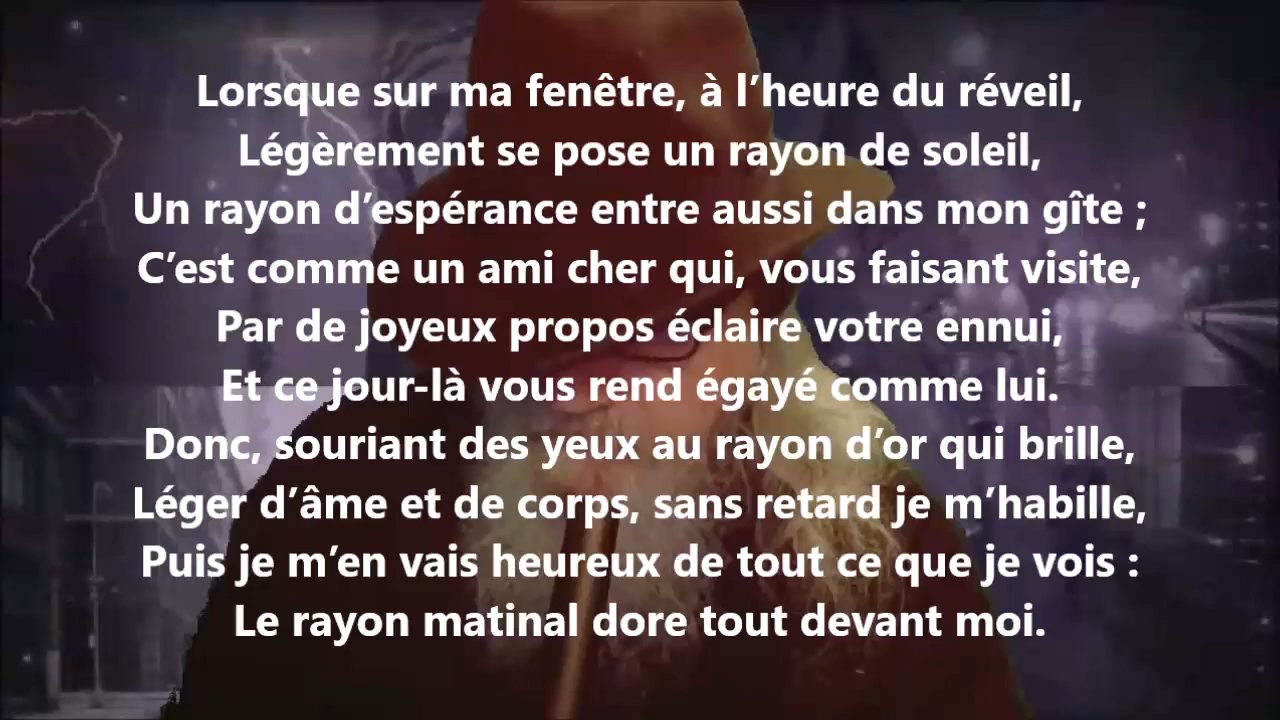 Lorsque sur ma fenêtre, à l’heure du réveil,
Légèrement se pose un rayon de soleil,
Un rayon d’espérance entre aussi dans mon gîte ;
C’est comme un ami cher qui, vous faisant visite,
Par de joyeux propos éclaire votre ennui,
Et ce jour-là vous rend égayé comme lui.
Donc, souriant des yeux au rayon d’or qui brille,
Léger d’âme et de corps, sans retard je m’habille,
Puis je m’en vais heureux de tout ce que je vois :
Le rayon matinal dore tout devant moi.